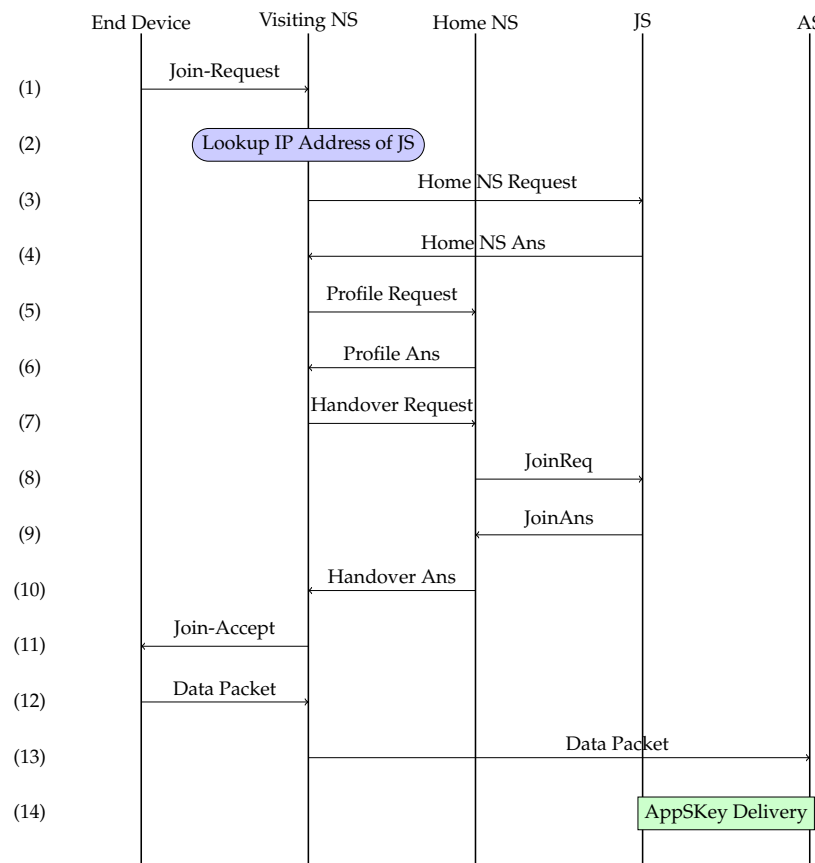 End Device Visiting NS Home NS JS AS
(1) Join-Request
(2) Lookup IP Address of JS
(3) Home NS Request
(4) Home NS Ans
(5) Profile Request
(6) Profile Ans
(7) Handover Request
(8) JoinReq
(9) JoinAns
(10) Handover Ans
(11) Join-Accept
(12) Data Packet
(13) Data Packet
(14) AppSKey Delivery